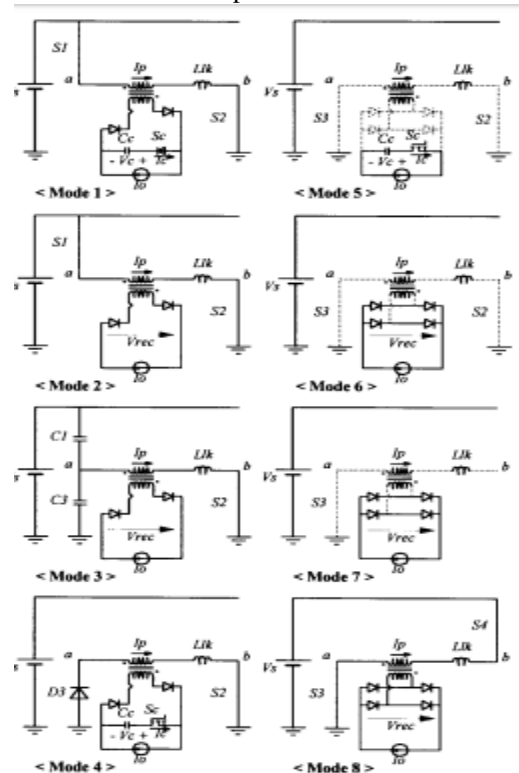 S1
a
Ip
Llk
b
s
S2
Cc
Sc
- Vc +
Ic
Io
< Mode 1 >
a
Ip
Llk
b
Vs
S3
S2
Cc
Sc
- Vc +
Ic
Io
< Mode 5 >
S1
a
Ip
Llk
b
S2
Vrec
Io
< Mode 2 >
a
Ip
Llk
b
Vs
S3
S2
Vrec
Io
< Mode 6 >
C1
a
Ip
Llk
b
s
C3
S2
Vrec
Io
< Mode 3 >
a
Ip
Llk
b
Vs
S3
Vrec
Io
< Mode 7 >
a
Ip
Llk
b
s
D3
S2
Cc
Sc
- Vc +
Ic
Io
< Mode 4 >
S4
a
Ip
Llk
b
Vs
S3
Vrec
Io
< Mode 8 >